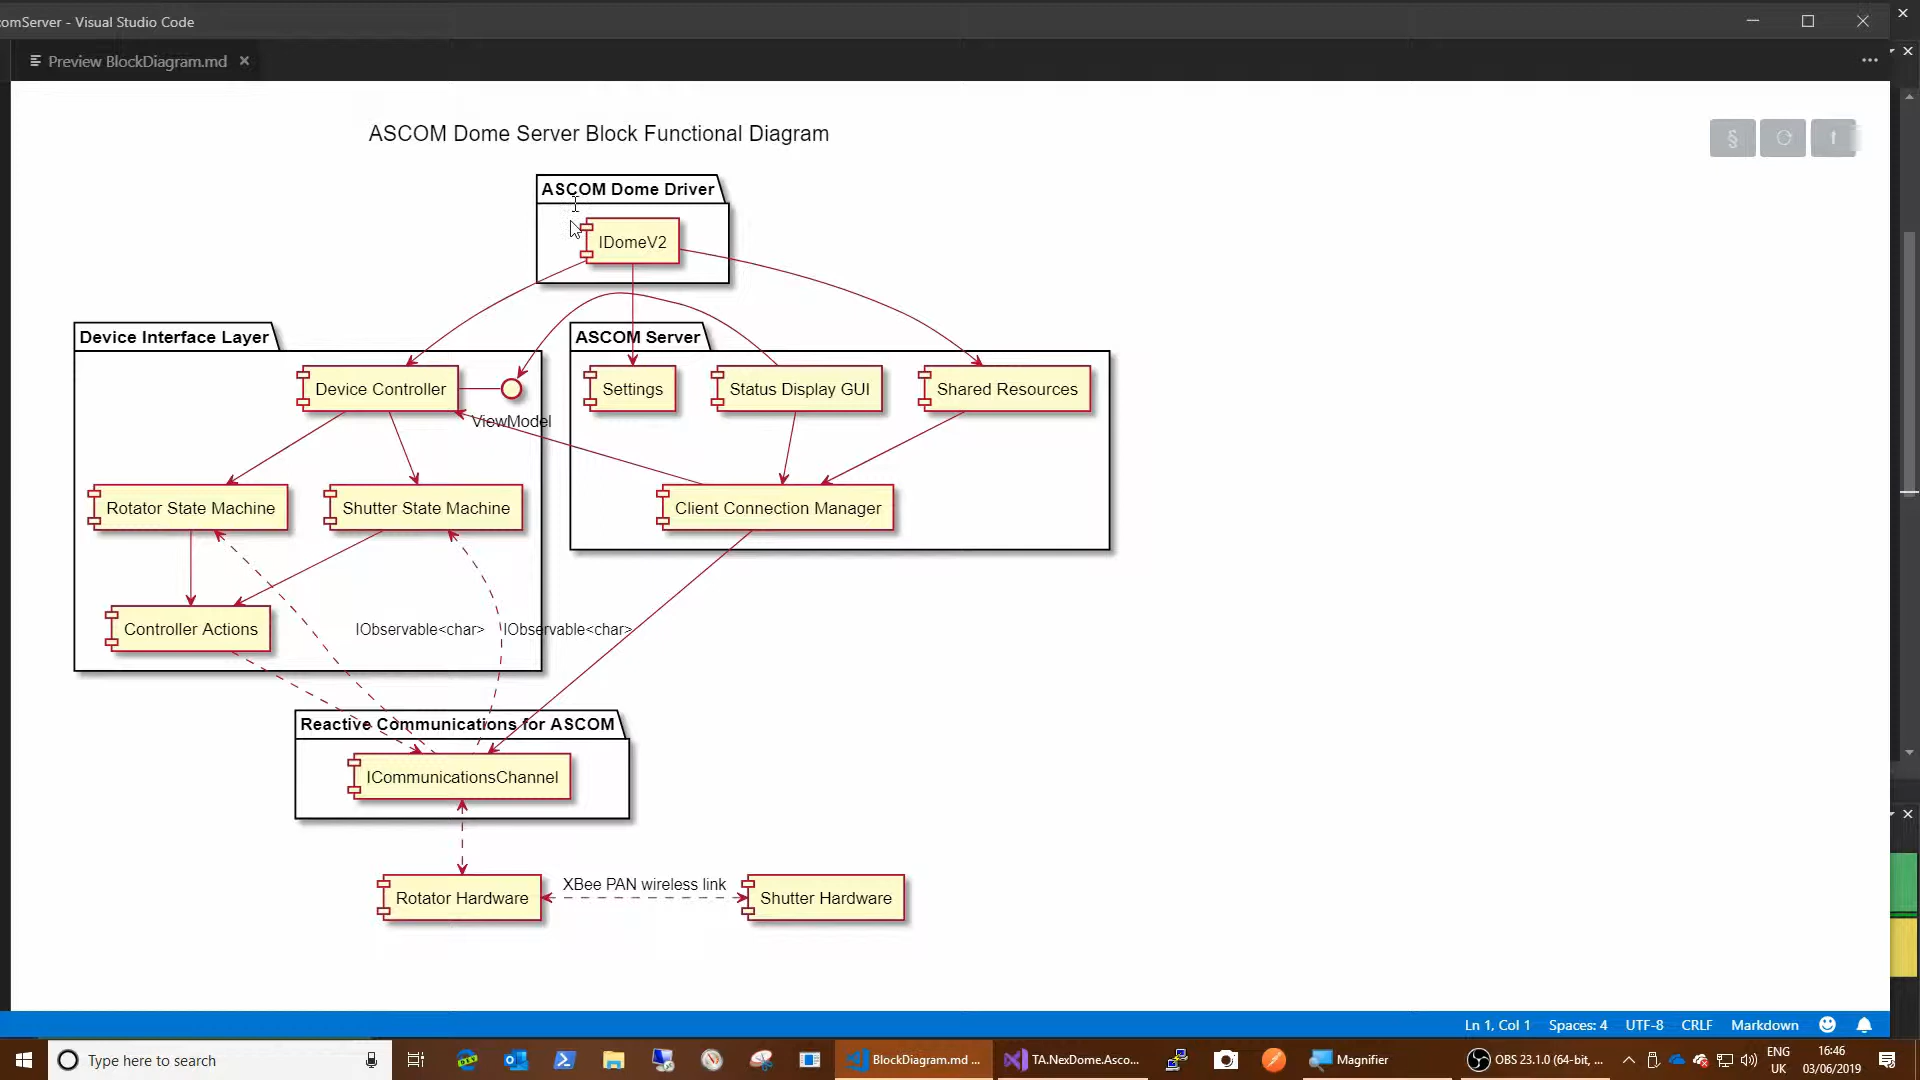 omServer - Visual Studio Code
Preview BlockDiagram.md
ASCOM Dome Server Block Functional Diagram
ASCOM Dome Driver
IDomeV2
Device Interface Layer
ASCOM Server
Device Controller
Settings
Status Display GUI
Shared Resources
ViewModel
Rotator State Machine
Shutter State Machine
Client Connection Manager
Controller Actions
IObservable<char>
IObservable<char>
Reactive Communications for ASCOM
ICommunicationsChannel
Rotator Hardware
XBee PAN wireless link
Shutter Hardware
Ln 1, Col 1
Spaces: 4
UTF-8
CRLF
Markdown
Type here to search
BlockDiagram.md ...
TA.NexDome.Asco...
Magnifier
OBS 23.1.0 (64-bit, ...
ENG
UK
16:46
03/06/2019